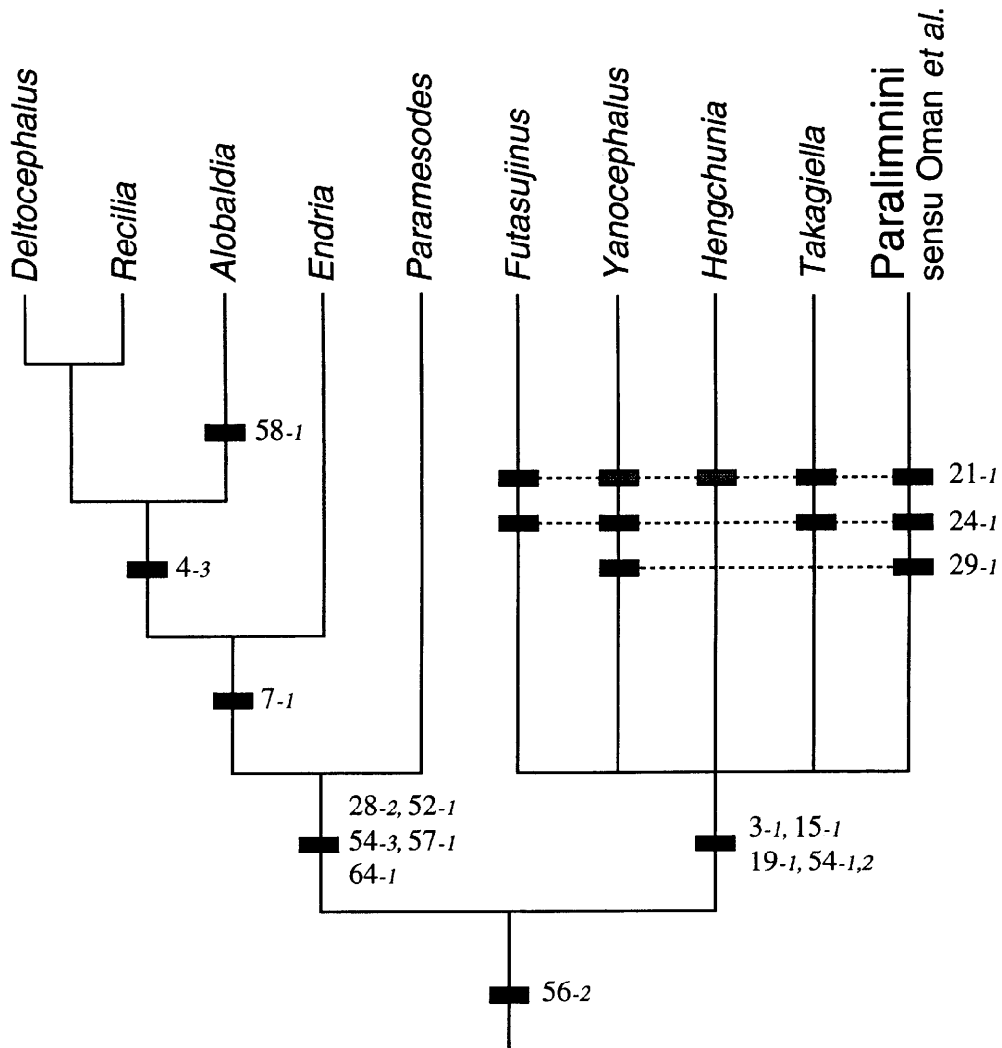 Deltocephalus
Recilia
Alobaldia
Endria
Paramesodes
Futasujinus
Yanocephalus
Hengchunia
Takagiella
Paralimnini
sensu Oman et al.
58-1
21-1
24-1
4-3
29-1
7-1
28-2, 52-1
54-3, 57-1
64-1
3-1, 15-1
19-1, 54-1,2
56-2